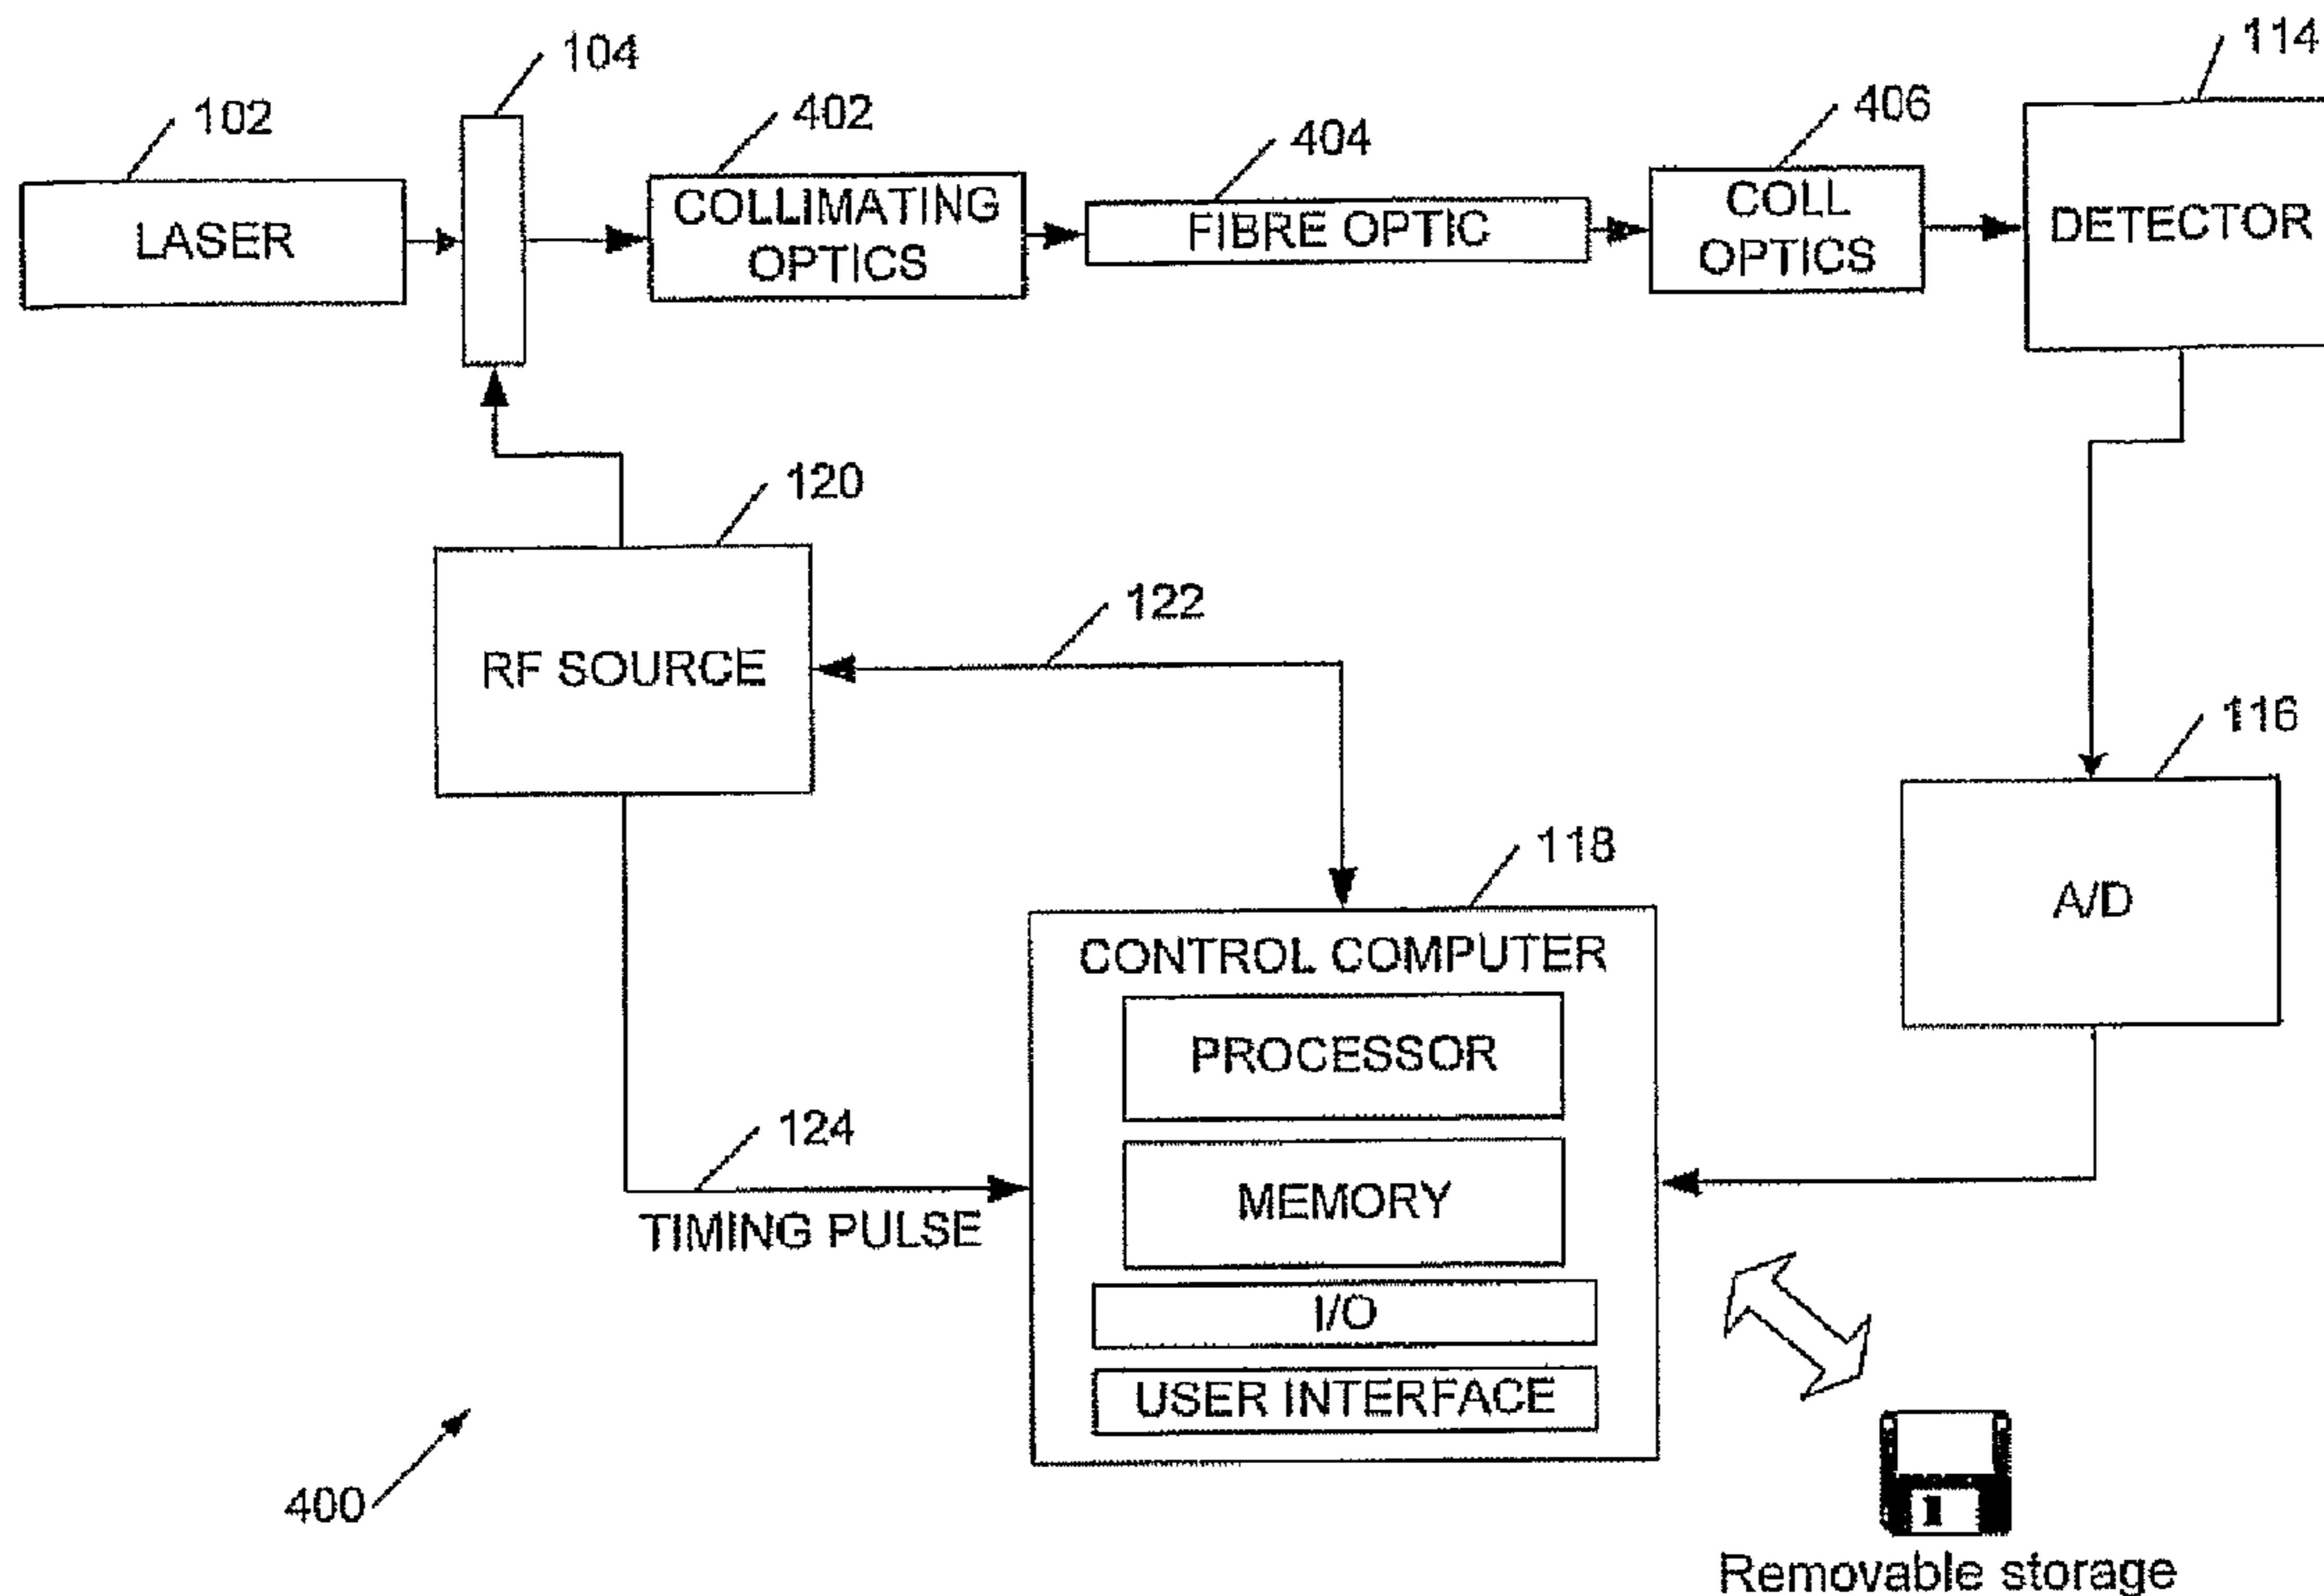 104
114
102
402
404
406
LASER
COLLIMATING
OPTICS
FIBRE OPTIC
COLL
OPTICS
DETECTOR
120
RF SOURCE
122
116
A/D
118
CONTROL COMPUTER
PROCESSOR
MEMORY
I/O
USER INTERFACE
124
TIMING PULSE
400
1
Removable storage